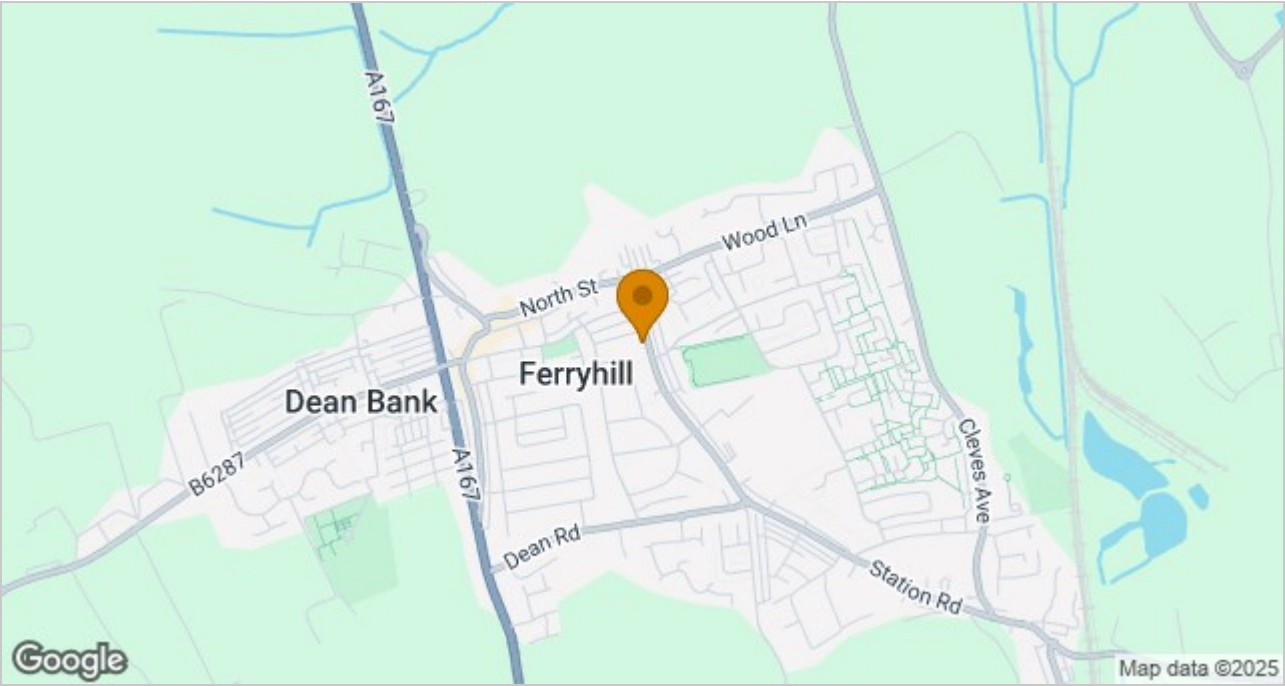 A167
Wood Ln
North St
Ferryhill
Dean Bank
B6287
A167
Cleves Ave
Dean Rd
Station Rd
Google
Map data ©2025